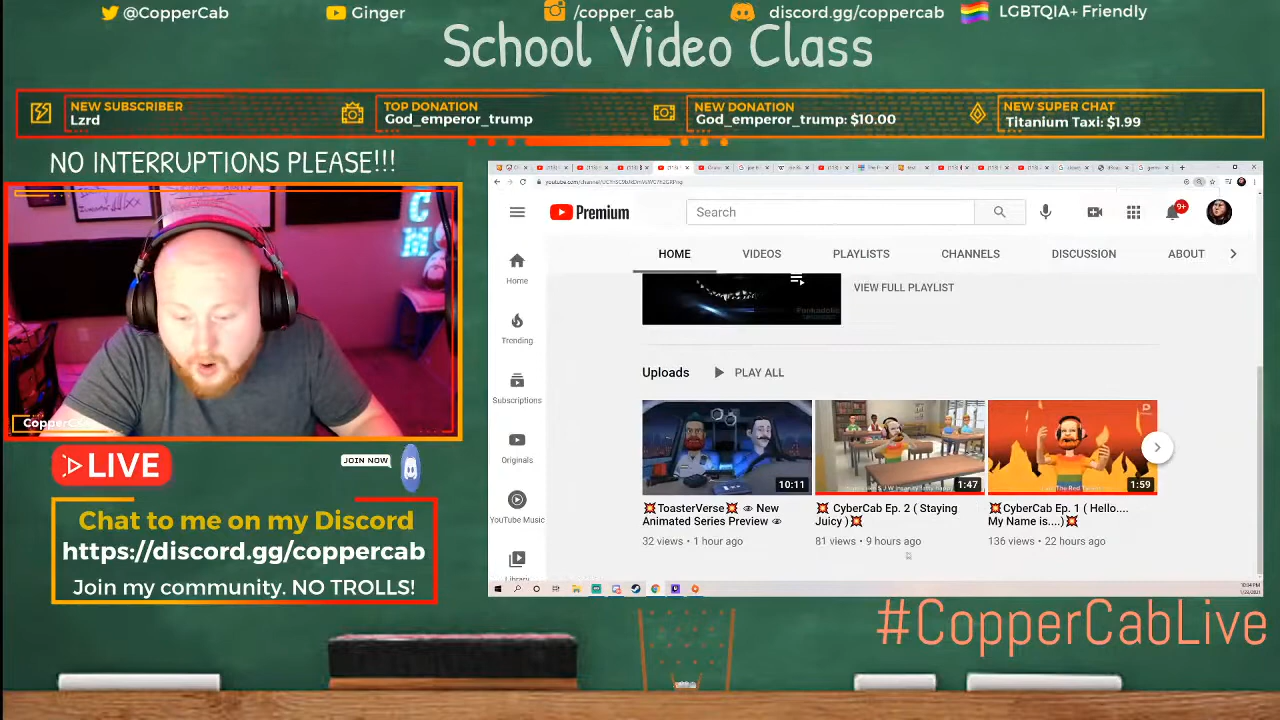 @CopperCab
Ginger
/copper_cab
discord.gg/coppercab
LGBTQIA+ Friendly
School Video Class
NEW SUBSCRIBER
Lzrd
TOP DONATION
God_emperor_trump
NEW DONATION
God_emperor_trump: $10.00
NEW SUPER CHAT
Titanium Taxi: $1.99
NO INTERRUPTIONS PLEASE!!!
Premium
Search
9+
HOME
VIDEOS
PLAYLISTS
CHANNELS
DISCUSSION
ABOUT
Home
Trending
Subscriptions
Originals
YouTube Music
Library
VIEW FULL PLAYLIST
Uploads
PLAY ALL
10:11
1:47
1:59
💥ToasterVerse💥 👁 New
Animated Series Preview 👁
32 views • 1 hour ago
💥 CyberCab Ep. 2 ( Staying
Juicy )💥
81 views • 9 hours ago
💥CyberCab Ep. 1 ( Hello....
My Name is....)💥
136 views • 22 hours ago
LIVE
JOIN NOW
Chat to me on my Discord
https://discord.gg/coppercab
Join my community. NO TROLLS!
#CopperCabLive